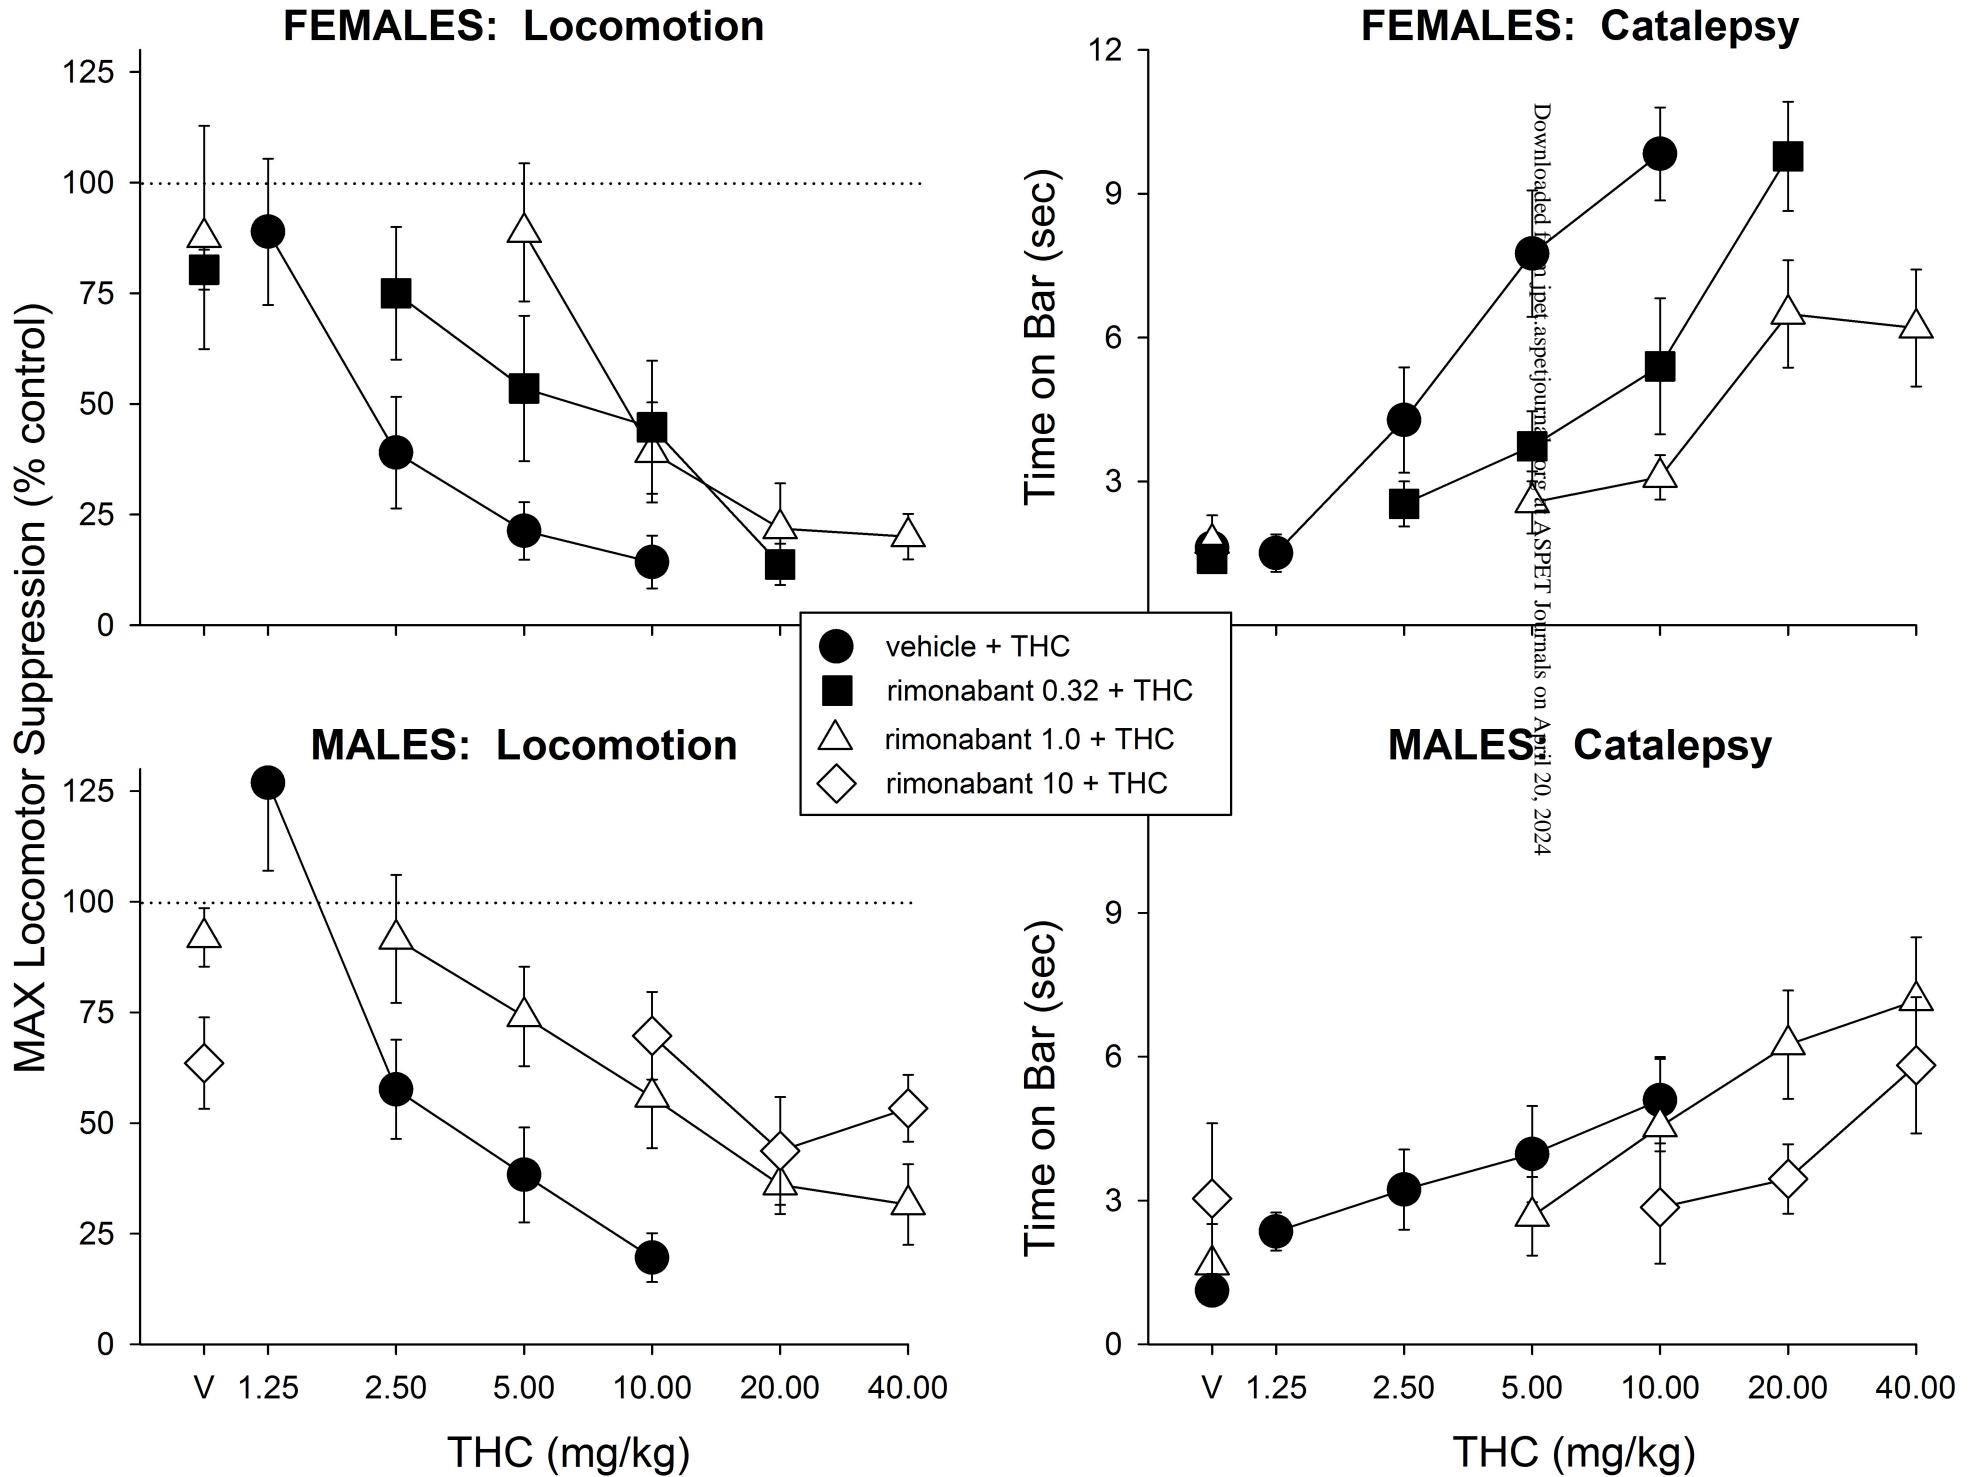 FEMALES: Locomotion
FEMALES: Catalepsy
MAX Locomotor Suppression (% control)
125
100
75
50
25
0
Time on Bar (sec)
12
9
6
3
vehicle + THC
rimonabant 0.32 + THC
rimonabant 1.0 + THC
rimonabant 10 + THC
Downloaded from jpet.aspetjournals.org at ASPET Journals on April 20, 2024
MALES: Locomotion
MALES: Catalepsy
125
100
75
50
25
0
V 1.25 2.50 5.00 10.00 20.00 40.00
THC (mg/kg)
Time on Bar (sec)
9
6
3
0
V 1.25 2.50 5.00 10.00 20.00 40.00
THC (mg/kg)